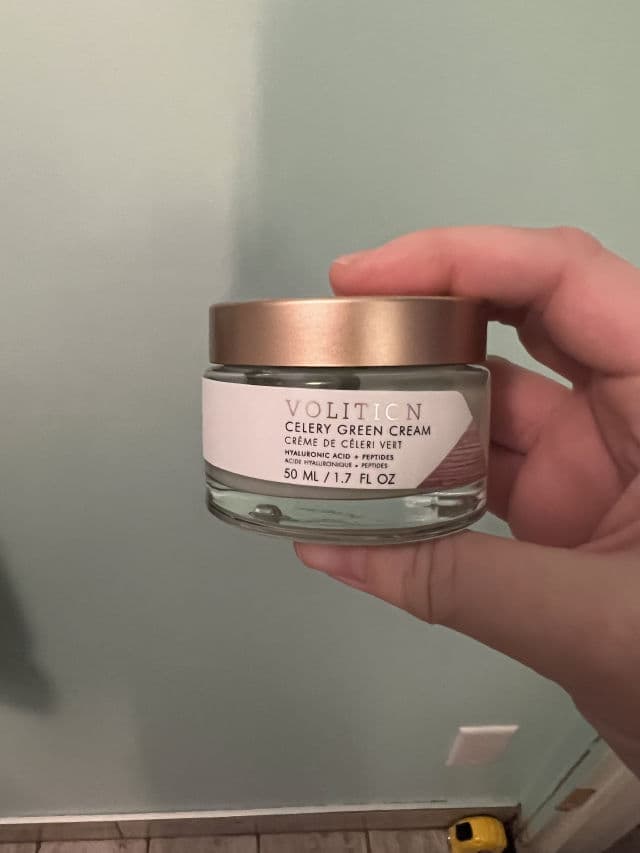 VOLITION
CELERY GREEN CREAM
CRÈME DE CÉLERI VERT
HYALURONIC ACID + PEPTIDES
ACIDE HYALURONIQUE + PEPTIDES
50 ML / 1.7 FL OZ